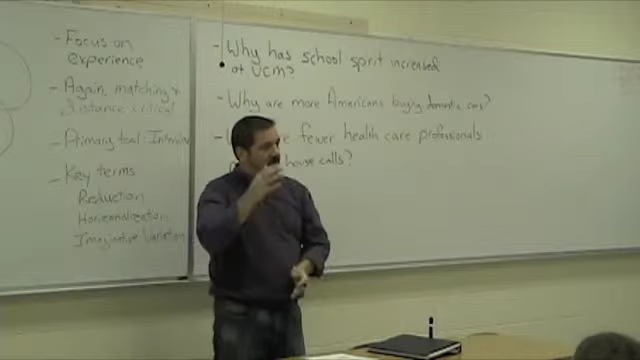 - Focus on
experience
- Again, matching &
distance critical
- Primary tool: Interview
- Key terms
Reduction
Horizonalization
Imaginative Variation
- Why has school spirit increased
at UCM?
- Why are more Americans buying domestic cars?
- fewer health care professionals
house calls?